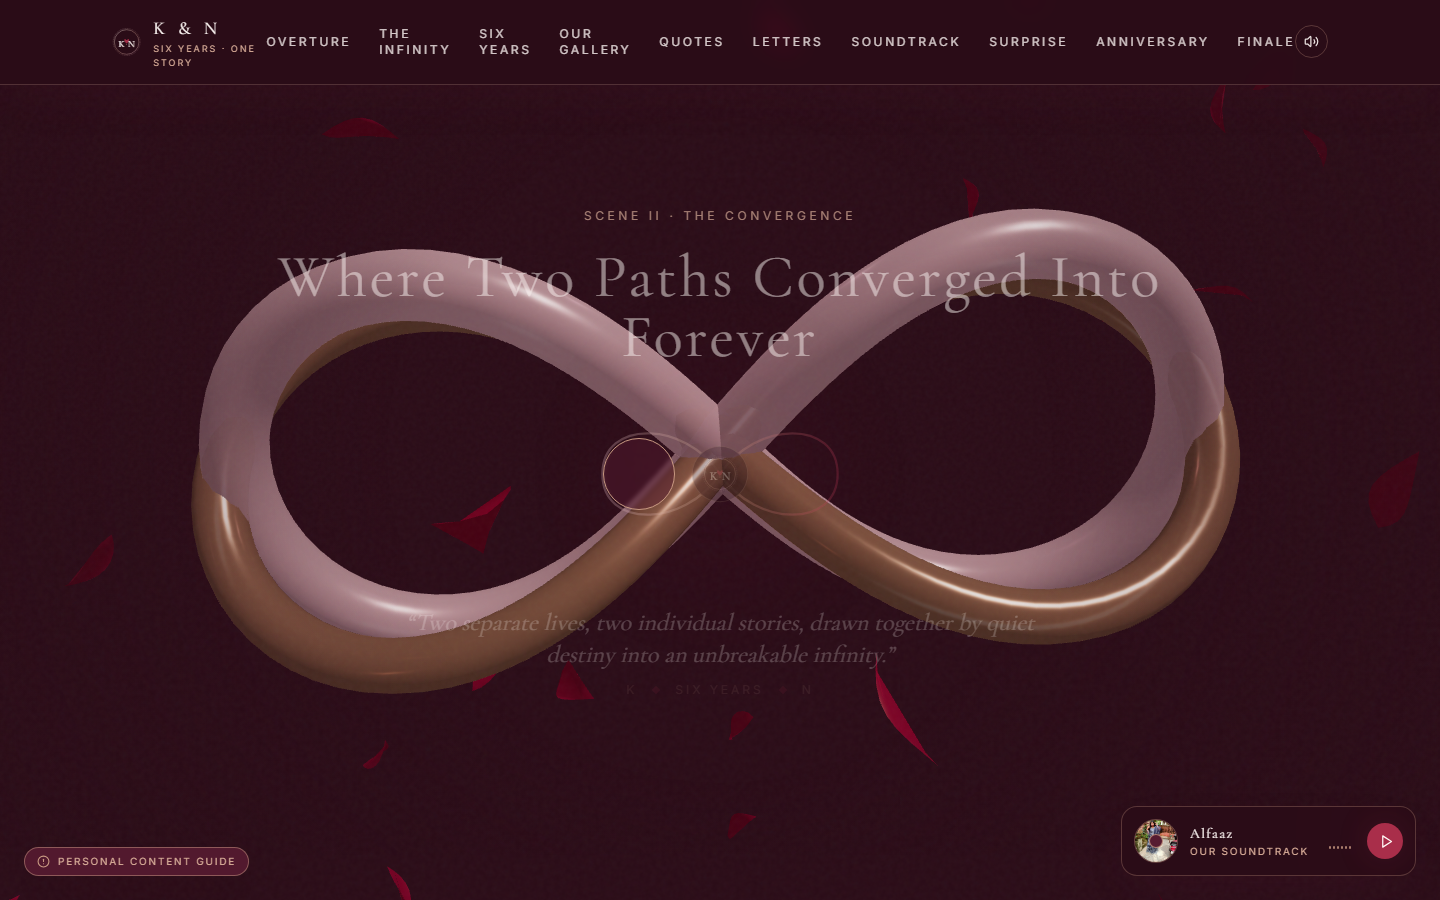 K & N
SIX YEARS · ONE
STORY
OVERTURE
THE
INFINITY
SIX
YEARS
OUR
GALLERY
QUOTES
LETTERS
SOUNDTRACK
SURPRISE
ANNIVERSARY
FINALE
SCENE II · THE CONVERGENCE
Where Two Paths Converged Into
Forever
K N
“Two separate lives, two individual stories, drawn together by quiet
destiny into an unbreakable infinity.”
K SIX YEARS N
PERSONAL CONTENT GUIDE
Alfaaz
OUR SOUNDTRACK